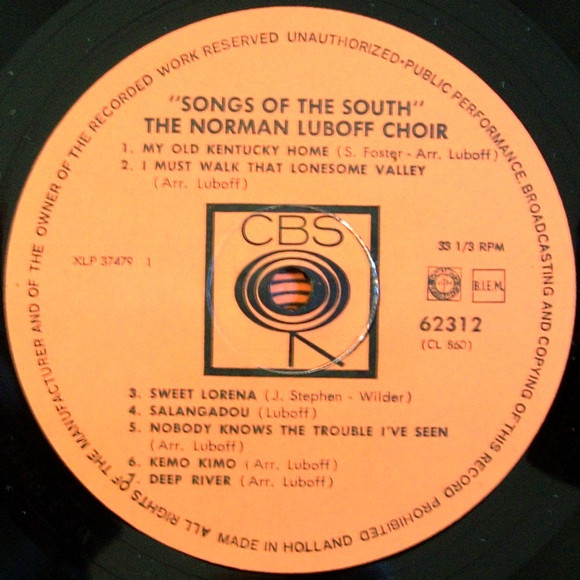 ALL RIGHTS OF THE MANUFACTURER AND OF THE OWNER OF THE RECORDED WORK RESERVED UNAUTHORIZED·PUBLIC PERFORMANCE. BROADCASTING AND COPYING OF THIS RECORD PROHIBITED
"SONGS OF THE SOUTH"
THE NORMAN LUBOFF CHOIR
1. MY OLD KENTUCKY HOME (S. Foster - Arr. Luboff)
2. I MUST WALK THAT LONESOME VALLEY
(Arr. Luboff)
CBS
XLP 37479 1
33 1/3 RPM
B.I.E.M.
62312
(CL 860)
3. SWEET LORENA (J. Stephen - Wilder)
4. SALANGADOU (Luboff)
5. NOBODY KNOWS THE TROUBLE I'VE SEEN
(Arr. Luboff)
6. KEMO KIMO (Arr. Luboff)
7. DEEP RIVER (Arr. Luboff)
MADE IN HOLLAND